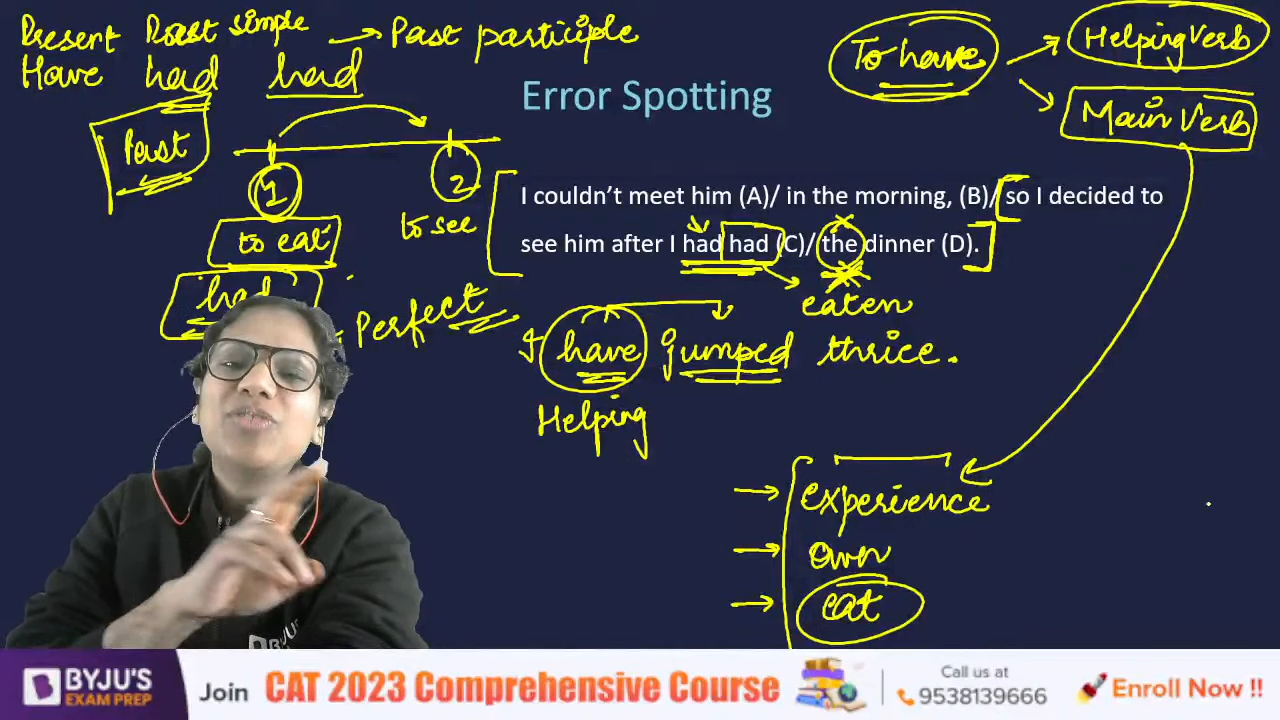 Present Past simple → Past participle
Have had had
To have
Helping Verb
Main Verb
Error Spotting
Past
1
2
to eat
to see
had
Perfect
I couldn't meet him (A)/ in the morning, (B)/ so I decided to
see him after I had had (C)/ the dinner (D).
eaten
I have jumped thrice.
Helping
experience
own
eat
BYJU'S
BYJU'S
EXAM PREP
Join CAT 2023 Comprehensive Course
Call us at
9538139666
Enroll Now !!